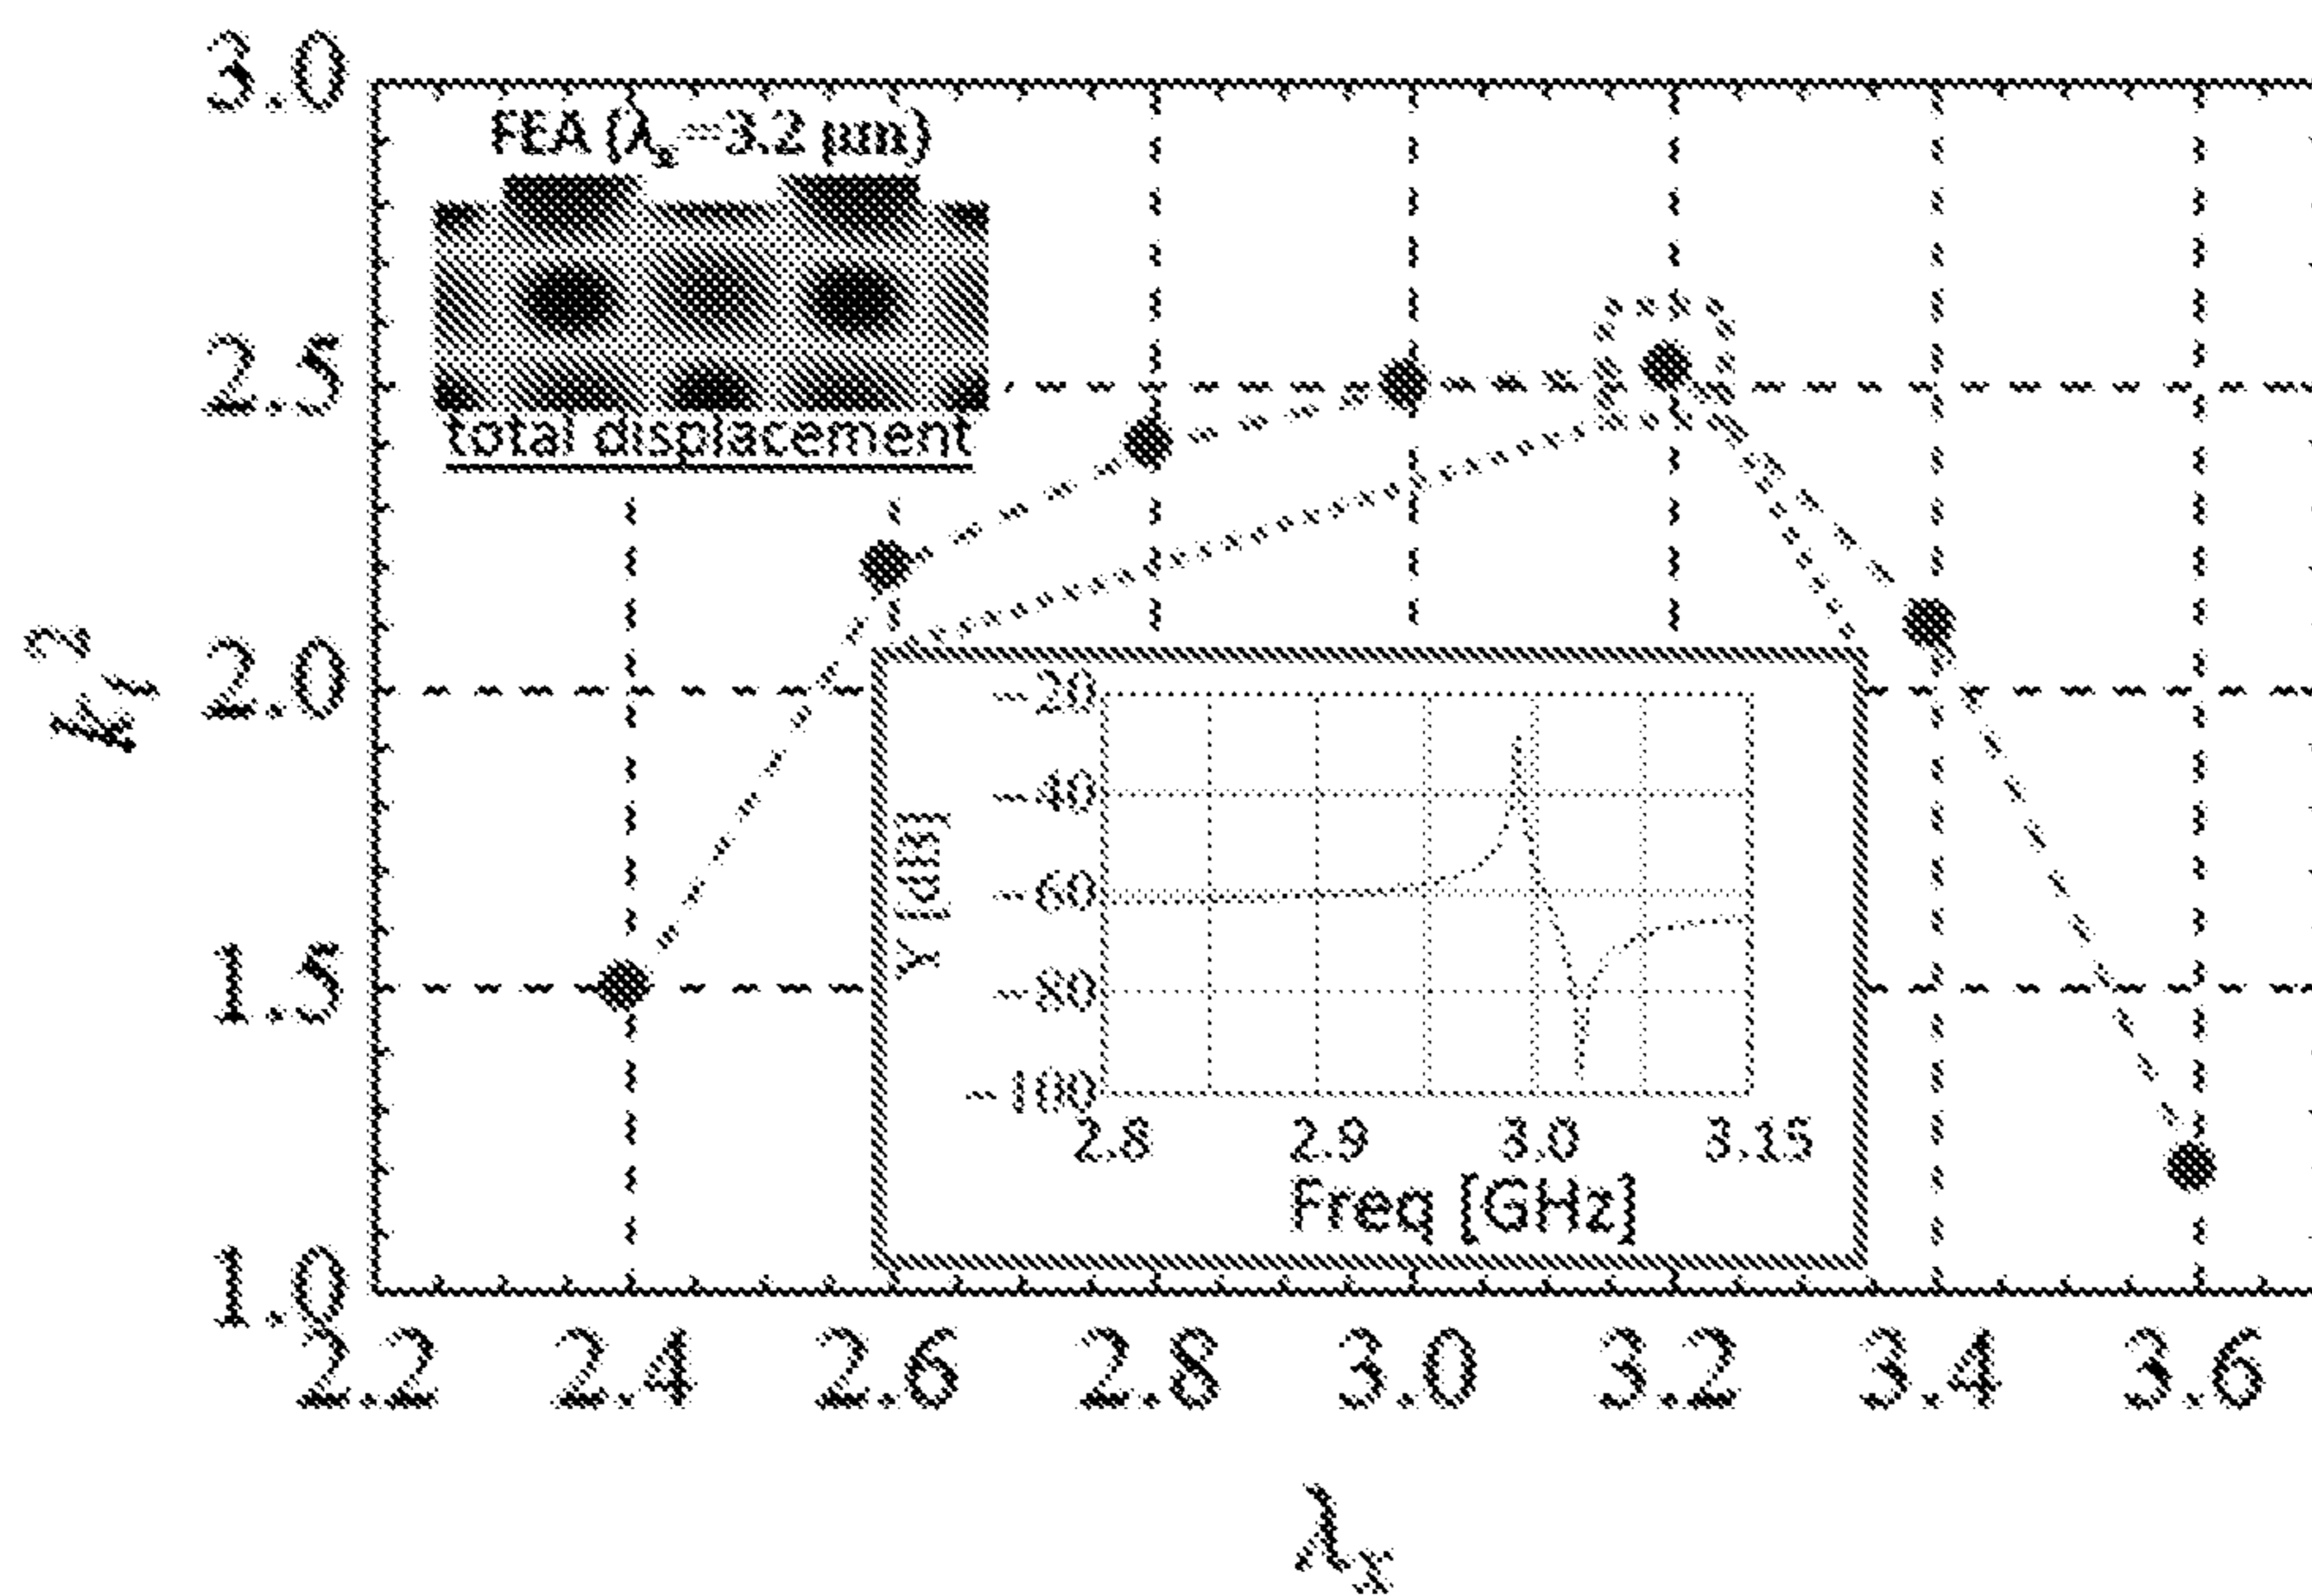 3.0
FEA (λₓ=3.2 μm)
2.5
total displacement
kₜ²
2.0
-20
-40
Y [dB]
-60
1.5
-80
-100
2.8 2.9 3.0 3.15
Freq [GHz]
1.0
2.2 2.4 2.6 2.8 3.0 3.2 3.4 3.6
λₓ